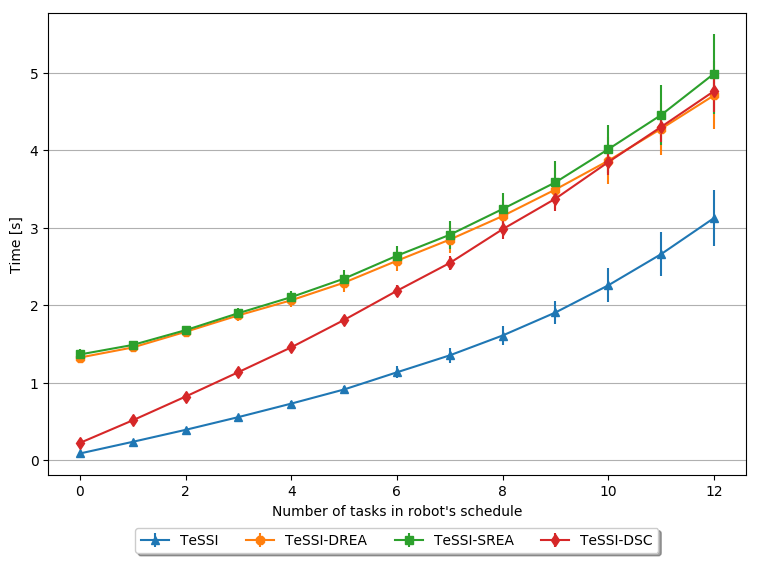 5
4
3
2
1
0
Time [s]
0 2 4 6 8 10 12
Number of tasks in robot's schedule
TeSSI TeSSI-DREA TeSSI-SREA TeSSI-DSC